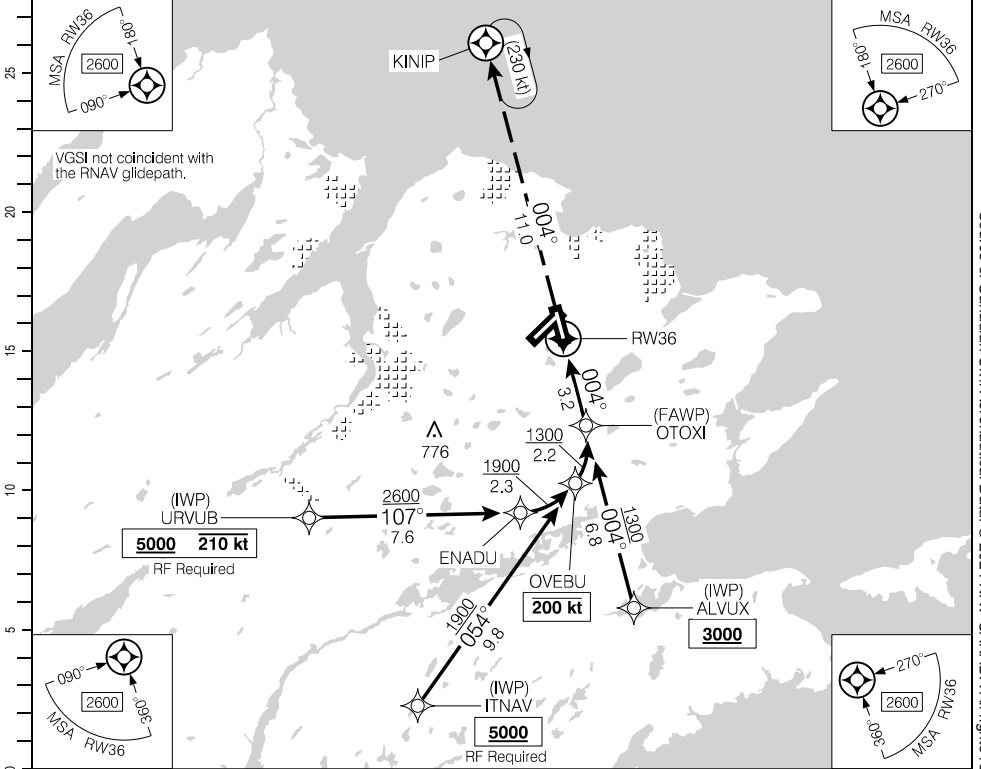 MSA RW36
180°
2600
090°
MSA RW36
180°
2600
270°
VGSI not coincident with
the RNAV glidepath.
KINIP
(230 kt)
25
20
15
10
5
0
004°
11.0
RW36
004°
3.2
(FAWP)
OTOXI
776
1300
2.2
1900
2.3
(IWP)
URVUB
5000 210 kt
RF Required
2600
107°
7.6
ENADU
OVEBU
200 kt
1300
004°
6.8
(IWP)
ALVUX
3000
1900
054°
9.8
(IWP)
ITNAV
5000
RF Required
090°
360°
2600
MSA RW36
270°
360°
2600
MSA RW36